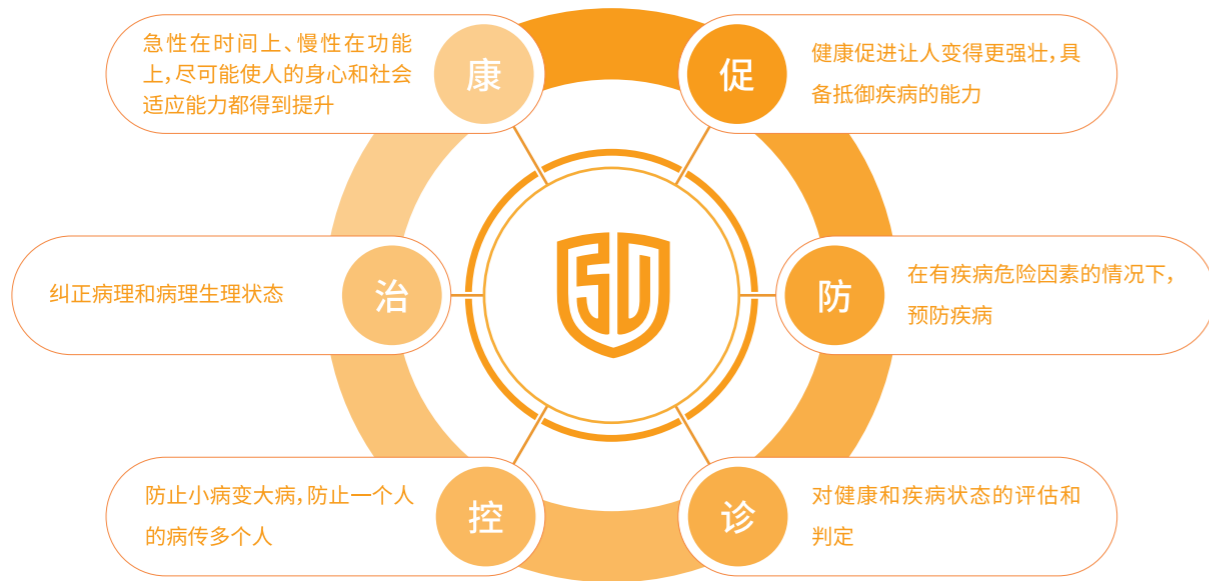 急性在时间上、慢性在功能
上，尽可能使人的身心和社会
适应能力都得到提升
康
促
健康促进让人变得更强壮，具
备抵御疾病的能力
纠正病理和病理生理状态
治
防
在有疾病危险因素的情况下，
预防疾病
防止小病变大病，防止一个人
的病传多个人
控
诊
对健康和疾病状态的评估和
判定